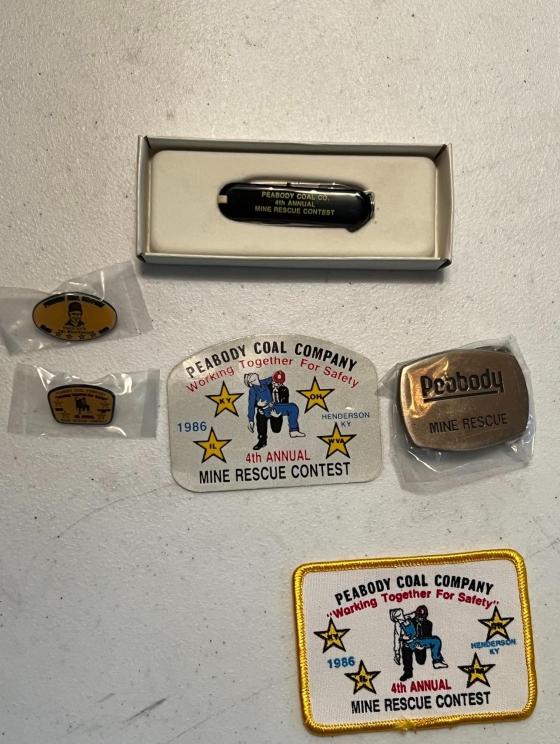 PEABODY COAL CO.
4th ANNUAL
MINE RESCUE CONTEST
PEABODY COAL COMPANY
Working Together For Safety
KY
OH
1986
HENDERSON
KY
IL
WVA
4th ANNUAL
MINE RESCUE CONTEST
Peabody
MINE RESCUE
PEABODY COAL COMPANY
"Working Together For Safety"
KY
OH
1986
HENDERSON
KY
IL
4th ANNUAL
MINE RESCUE CONTEST